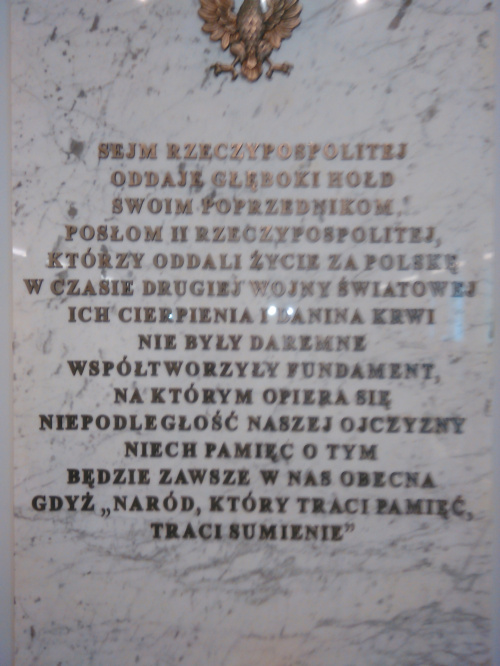 SEJM RZECZYPOSPOLITEJ
ODDAJE GŁĘBOKI HOŁD
SWOIM POPRZEDNIKOM,
POSŁOM II RZECZYPOSPOLITEJ,
KTÓRZY ODDALI ŻYCIE ZA POLSKĘ
W CZASIE DRUGIEJ WOJNY ŚWIATOWEJ
ICH CIERPIENIA I DANINA KRWI
NIE BYŁY DAREMNE
WSPÓŁTWORZYŁY FUNDAMENT,
NA KTÓRYM OPIERA SIĘ
NIEPODLEGŁOŚĆ NASZEJ OJCZYZNY
NIECH PAMIĘĆ O TYM
BĘDZIE ZAWSZE W NAS OBECNA
GDYŻ „NARÓD, KTÓRY TRACI PAMIĘĆ,
TRACI SUMIENIE”